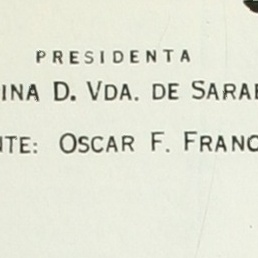 PRESIDENTA
INA D. VDA. DE SARA
NTE: OSCAR F. FRANC